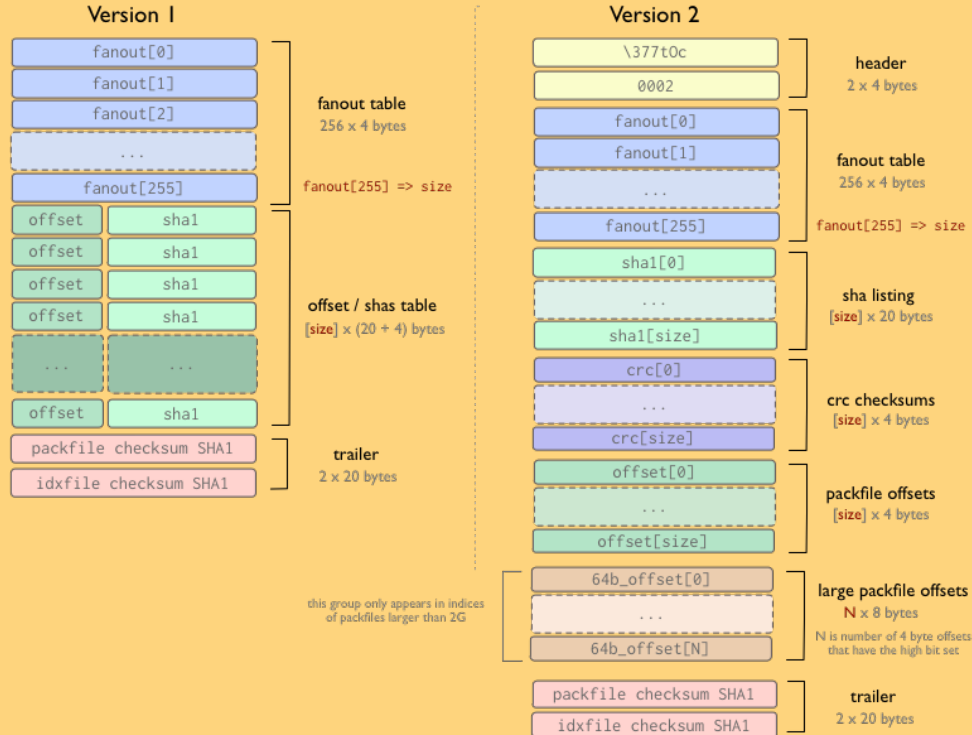 Version 1
fanout[0]
fanout[1]
fanout[2]
...
fanout[255]
fanout table
256 x 4 bytes
fanout[255] => size
offset sha1
offset sha1
offset sha1
offset sha1
... ...
offset sha1
offset / shas table
[size] x (20 + 4) bytes
packfile checksum SHA1
idxfile checksum SHA1
trailer
2 x 20 bytes
Version 2
\377tOc
0002
header
2 x 4 bytes
fanout[0]
fanout[1]
...
fanout[255]
fanout table
256 x 4 bytes
fanout[255] => size
sha1[0]
...
sha1[size]
sha listing
[size] x 20 bytes
crc[0]
...
crc[size]
crc checksums
[size] x 4 bytes
offset[0]
...
offset[size]
packfile offsets
[size] x 4 bytes
this group only appears in indices
of packfiles larger than 2G
64b_offset[0]
...
64b_offset[N]
large packfile offsets
N x 8 bytes
N is number of 4 byte offsets
that have the high bit set
packfile checksum SHA1
idxfile checksum SHA1
trailer
2 x 20 bytes